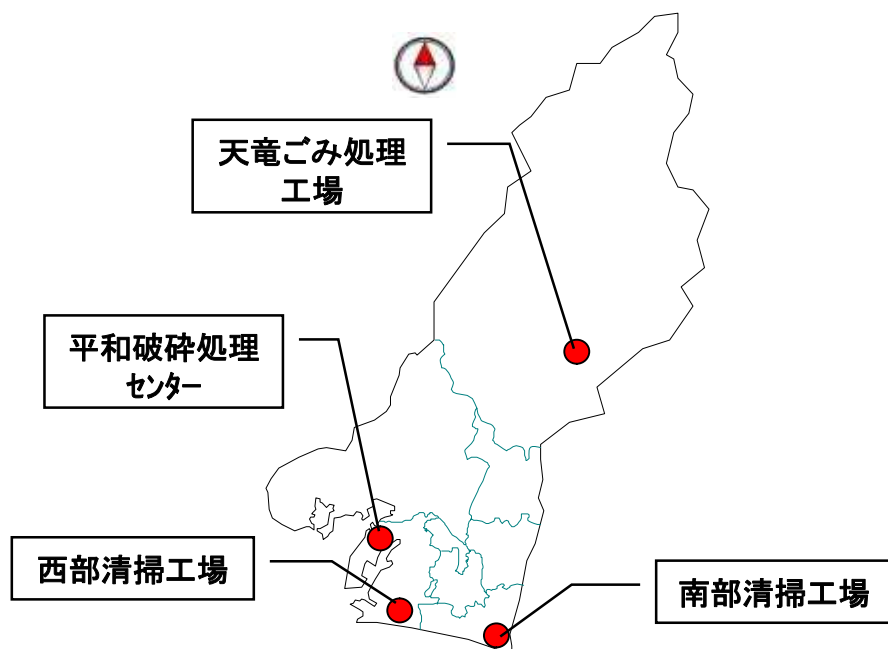 天竜ごみ処理
工場
平和破砕処理
センター
西部清掃工場
南部清掃工場